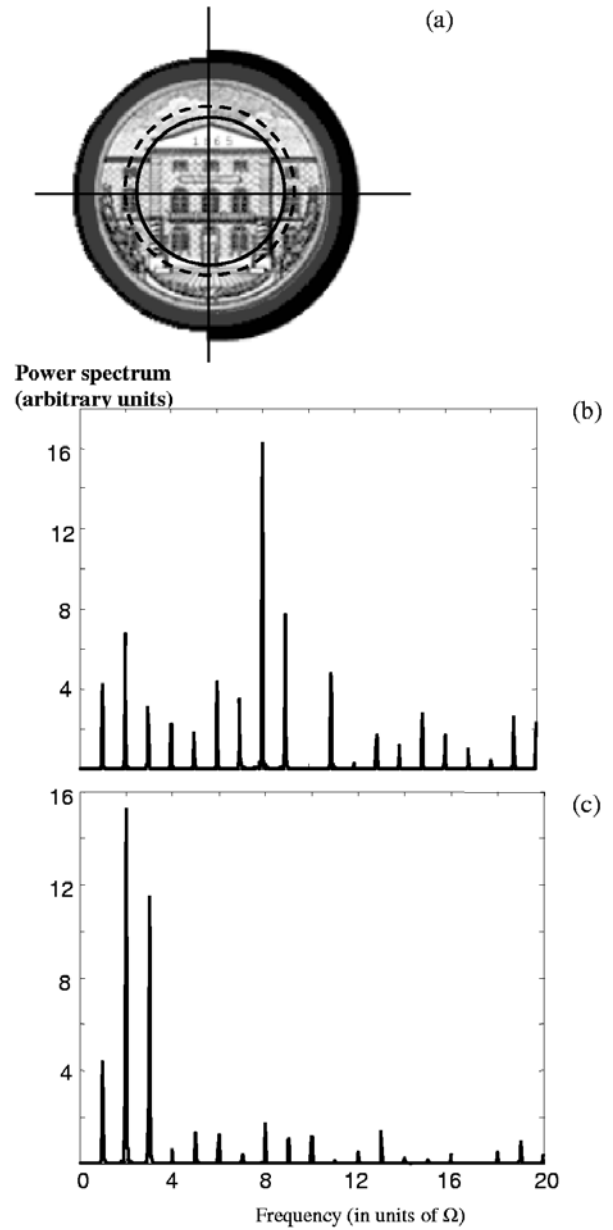 (a)
1865
Power spectrum
(arbitrary units)
(b)
16
12
8
4
(c)
16
12
8
4
0 4 8 12 16 20
Frequency (in units of Ω)